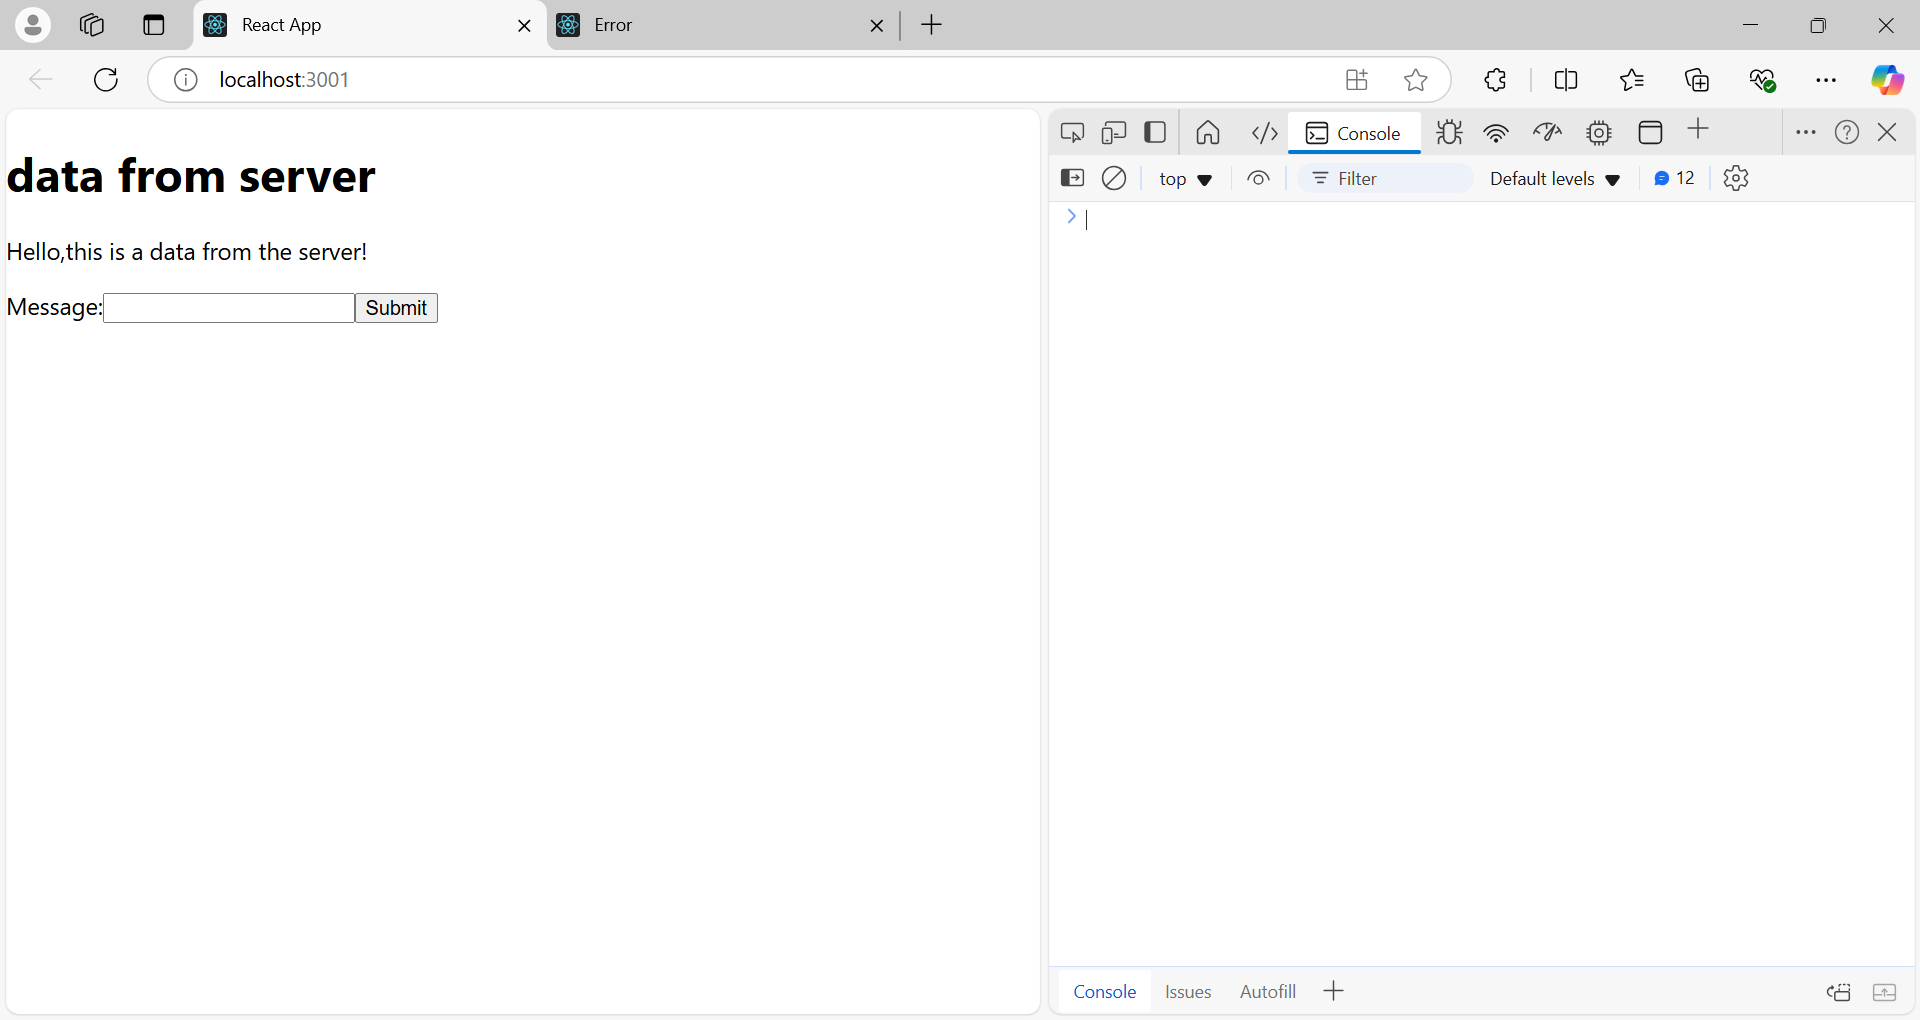 React App
Error
localhost:3001
Console
top
Filter
Default levels
12
data from server
Hello,this is a data from the server!
Message:
Submit
Console
Issues
Autofill